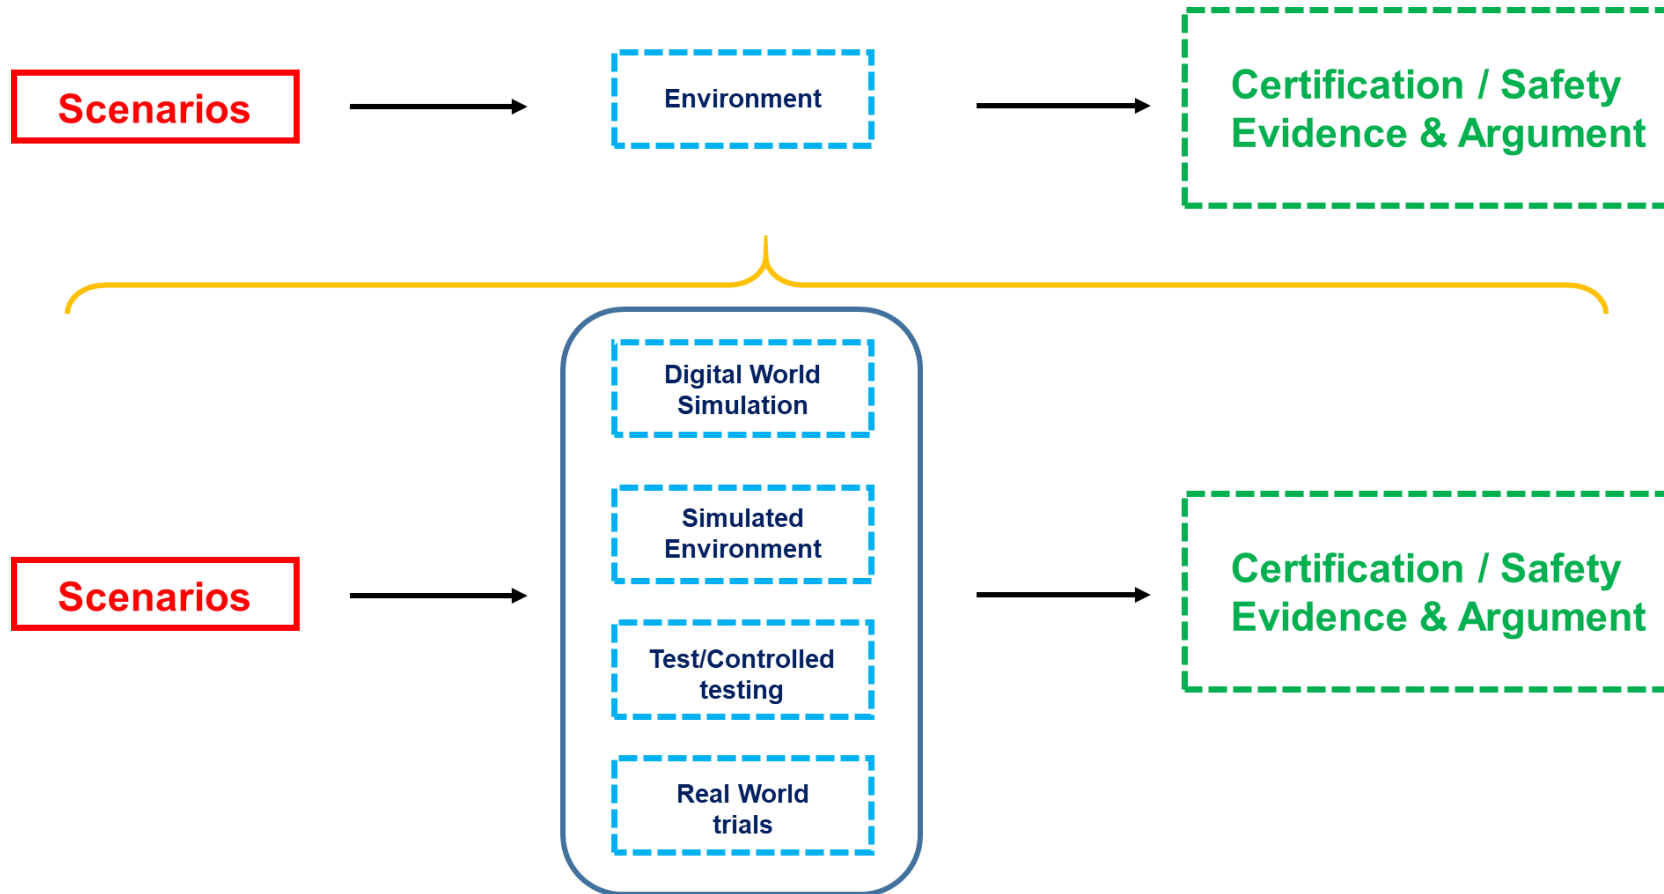 Scenarios
Environment
Certification / Safety
Evidence & Argument
Digital World
Simulation
Simulated
Environment
Scenarios
Certification / Safety
Evidence & Argument
Test/Controlled
testing
Real World
trials